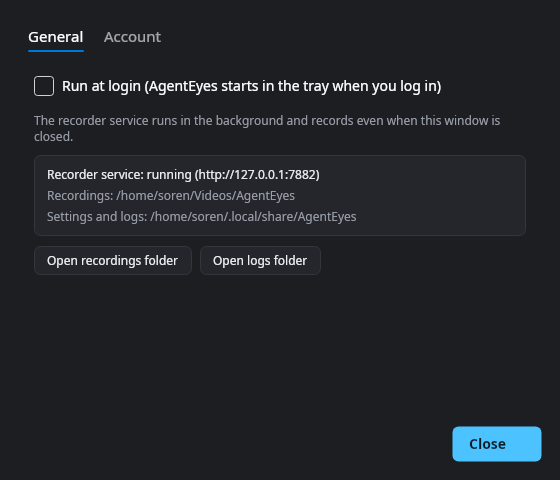 General
Account
Run at login (AgentEyes starts in the tray when you log in)
The recorder service runs in the background and records even when this window is
closed.
Recorder service: running (http://127.0.0.1:7882)
Recordings: /home/soren/Videos/AgentEyes
Settings and logs: /home/soren/.local/share/AgentEyes
Open recordings folder
Open logs folder
Close